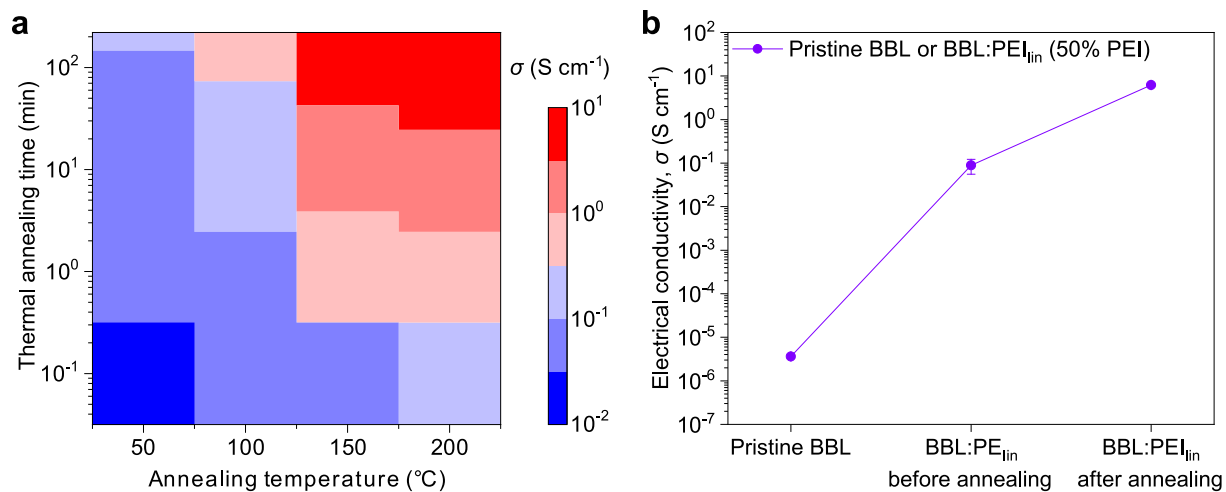 a
Thermal annealing time (min)
10²
10¹
10⁰
10⁻¹
50
100
150
200
Annealing temperature (°C)
σ (S cm⁻¹)
10¹
10⁰
10⁻¹
10⁻²
b
Electrical conductivity, σ (S cm⁻¹)
10²
10¹
10⁰
10⁻¹
10⁻²
10⁻³
10⁻⁴
10⁻⁵
10⁻⁶
10⁻⁷
Pristine BBL or BBL:PEI_lin (50% PEI)
Pristine BBL
BBL:PE_lin
before annealing
BBL:PEI_lin
after annealing